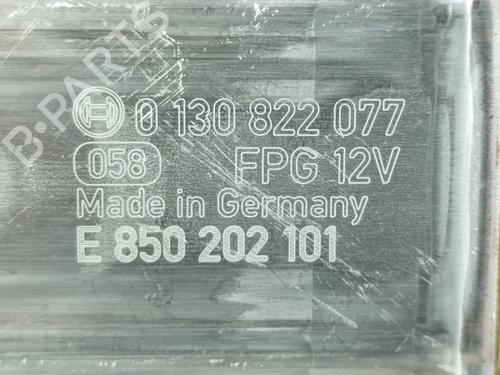 0 130 822 077
058 FPG 12V
Made in Germany
E 850 202 101
B-PARTS